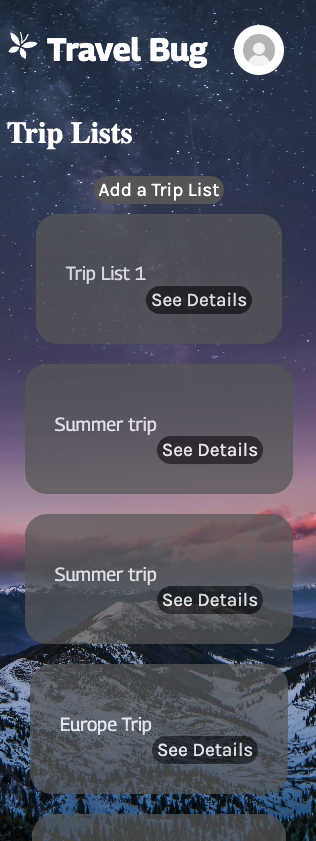 Travel Bug
Trip Lists
Add a Trip List
Trip List 1
See Details
Summer trip
See Details
Summer trip
See Details
Europe Trip
See Details